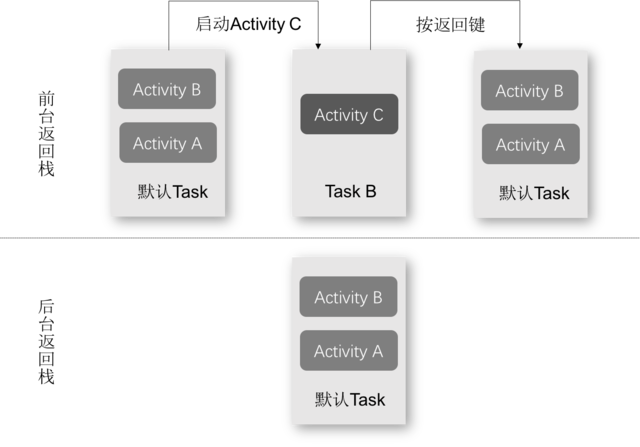 启动Activity C
按返回键
前台返回栈
Activity B
Activity A
默认Task
Activity C
Task B
Activity B
Activity A
默认Task
后台返回栈
Activity B
Activity A
默认Task